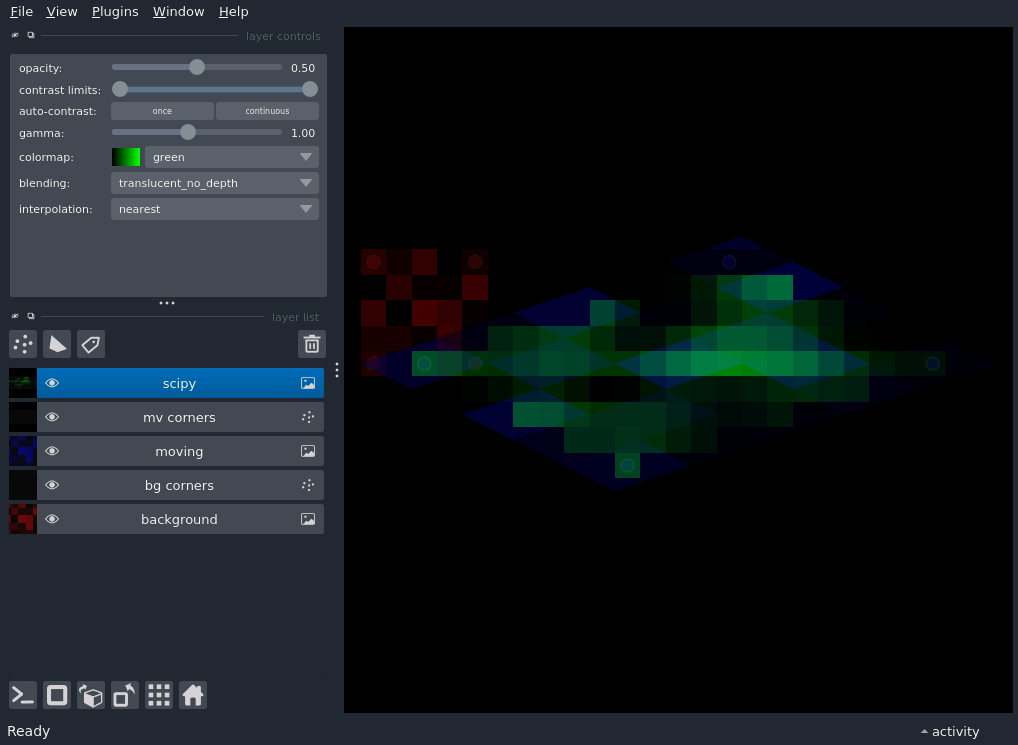 File View Plugins Window Help
layer controls
opacity: 0.50
contrast limits:
auto-contrast: once continuous
gamma: 1.00
colormap: green
blending: translucent_no_depth
interpolation: nearest
layer list
scipy
mv corners
moving
bg corners
background
Ready activity